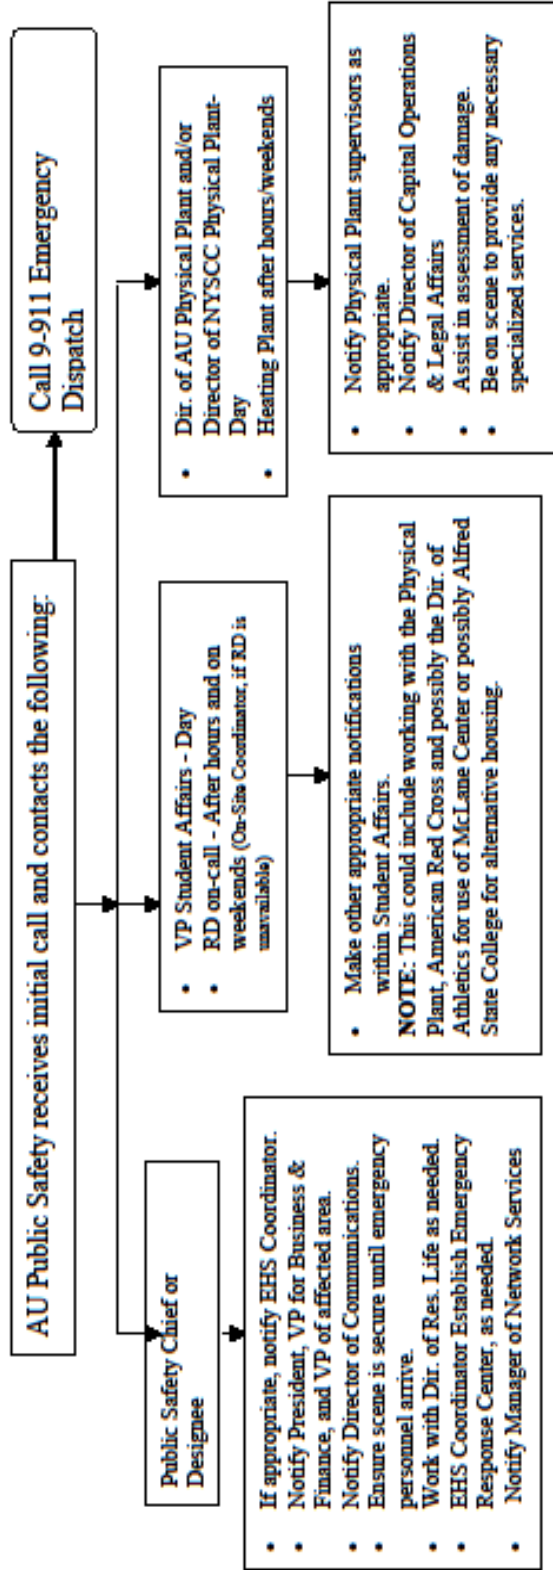 AU Public Safety receives initial call and contacts the following:
Call 9-911 Emergency
Dispatch
Public Safety Chief or
Designee
• If appropriate, notify EHS Coordinator.
• Notify President, VP for Business &
Finance, and VP of affected area.
• Notify Director of Communications.
• Ensure scene is secure until emergency
personnel arrive.
• Work with Dir. of Res. Life as needed.
• EHS Coordinator Establish Emergency
Response Center, as needed.
• Notify Manager of Network Services
• VP Student Affairs - Day
• RD on-call - After hours and on
weekends (On-Site Coordinator, if RD is
unavailable)
• Make other appropriate notifications
within Student Affairs.
NOTE: This could include working with the Physical
Plant, American Red Cross and possibly the Dir. of
Athletics for use of McLane Center or possibly Alfred
State College for alternative housing.
• Dir. of AU Physical Plant and/or
Director of NYSCC Physical Plant-
Day
• Heating Plant after hours/weekends
• Notify Physical Plant supervisors as
appropriate.
• Notify Director of Capital Operations
& Legal Affairs
• Assist in assessment of damage.
• Be on scene to provide any necessary
specialized services.